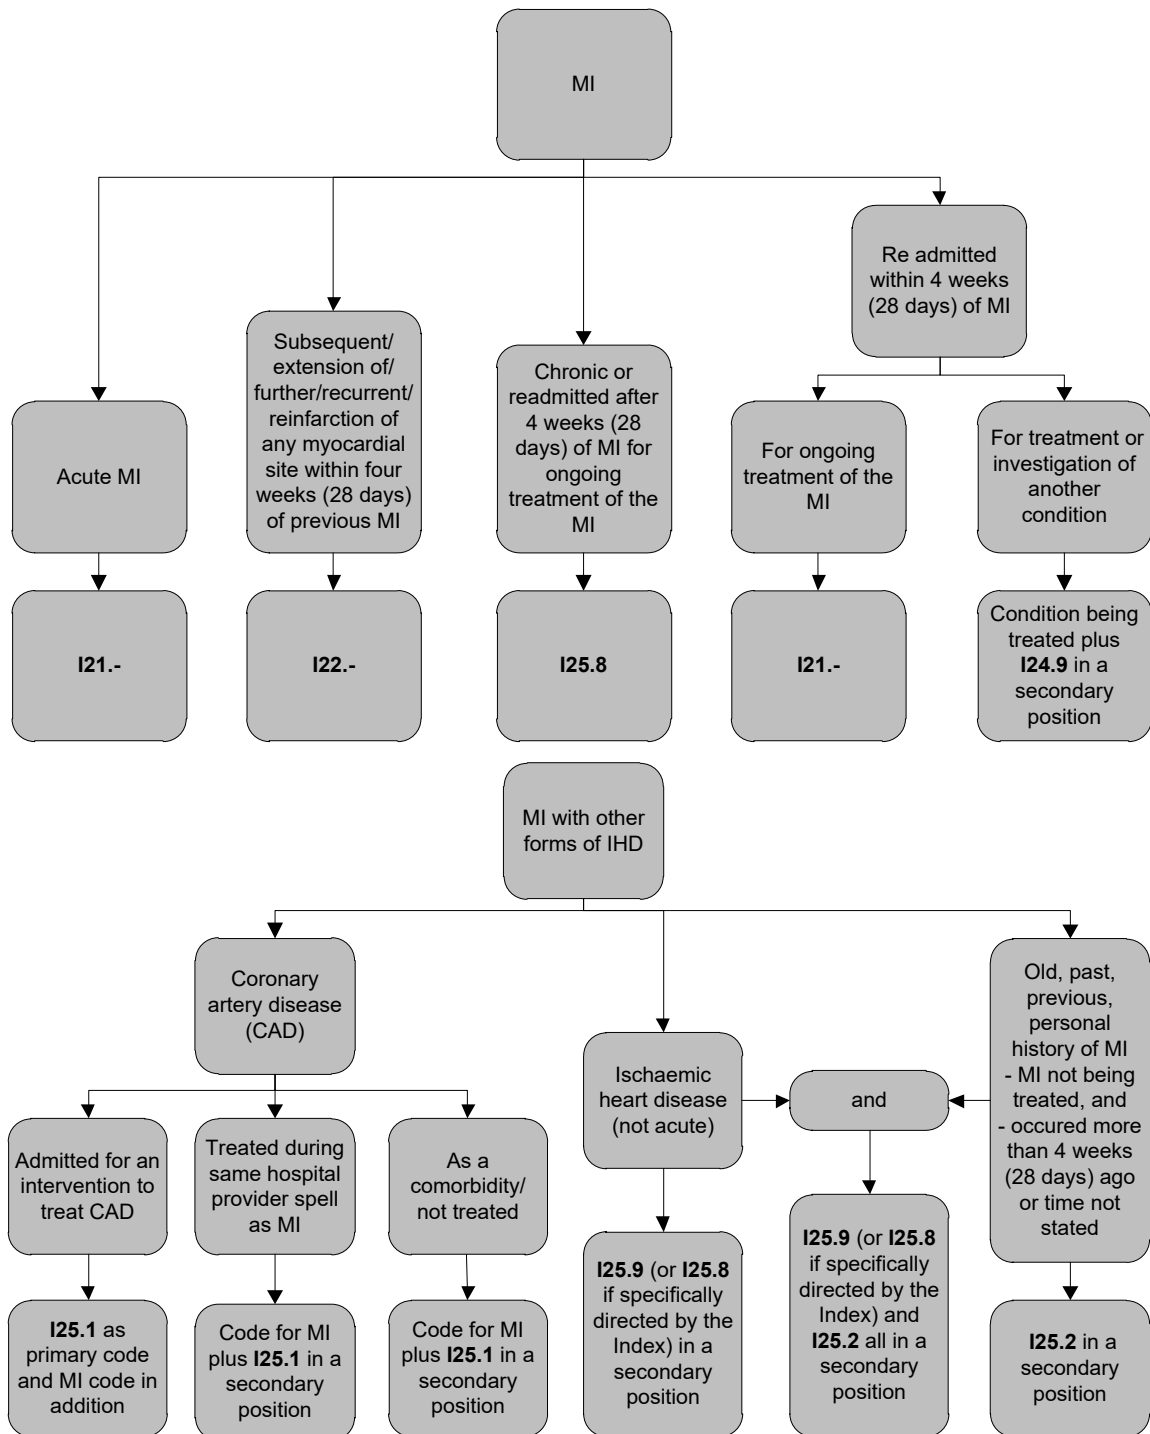 MI
Re admitted
within 4 weeks
(28 days) of MI
Subsequent/
extension of/
further/recurrent/
reinfarction of
any myocardial
site within four
weeks (28 days)
of previous MI
Chronic or
readmitted after
4 weeks (28
days) of MI for
ongoing
treatment of the
MI
Acute MI
For ongoing
treatment of the
MI
For treatment or
investigation of
another
condition
I21.-
I22.-
I25.8
I21.-
Condition being
treated plus
I24.9 in a
secondary
position
MI with other
forms of IHD
Coronary
artery disease
(CAD)
Old, past,
previous,
personal
history of MI
- MI not being
treated, and
- occured more
than 4 weeks
(28 days) ago
or time not
stated
Ischaemic
heart disease
(not acute)
and
Admitted for an
intervention to
treat CAD
Treated during
same hospital
provider spell
as MI
As a
comorbidity/
not treated
I25.1 as
primary code
and MI code in
addition
Code for MI
plus I25.1 in a
secondary
position
Code for MI
plus I25.1 in a
secondary
position
I25.9 (or I25.8
if specifically
directed by the
Index) in a
secondary
position
I25.9 (or I25.8
if specifically
directed by the
Index) and
I25.2 all in a
secondary
position
I25.2 in a
secondary
position